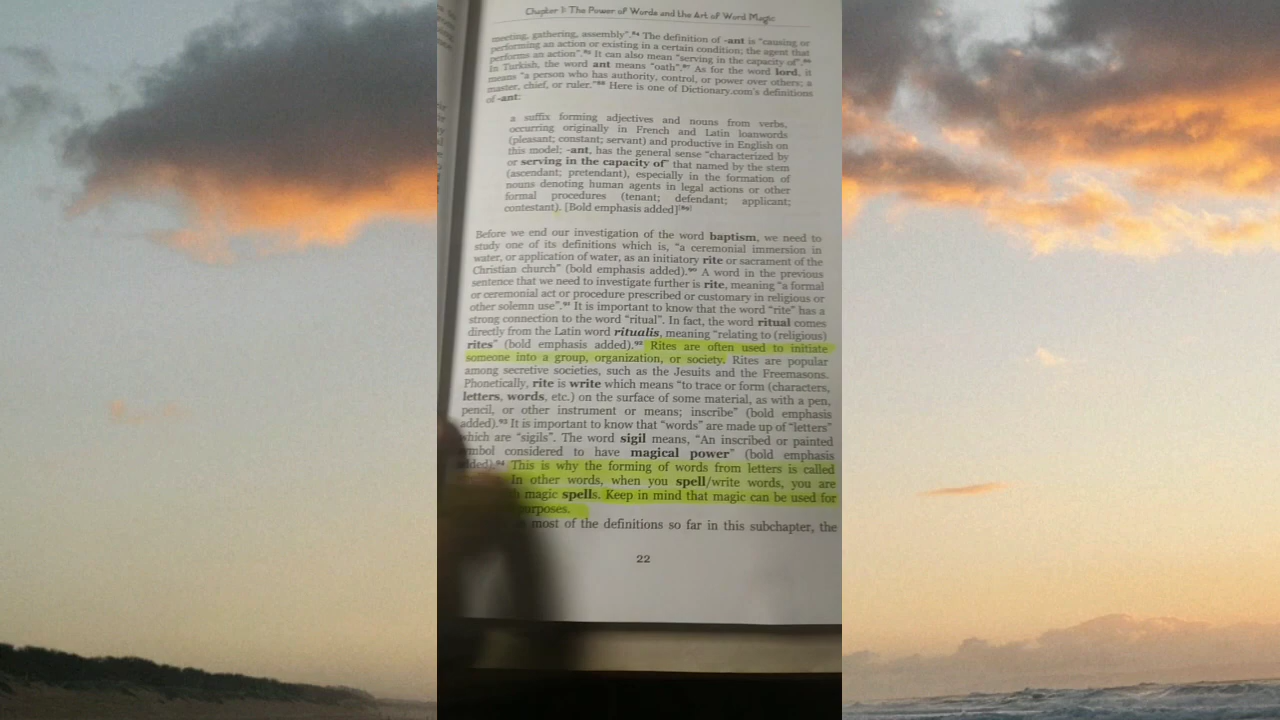 Chapter 1: The Power of Words and the Art of Word Magic
meeting, gathering, assembly".⁸⁴ The definition of -ant is "causing or
performing an action or existing in a certain condition; the agent that
performs an action".⁸⁵ It can also mean "serving in the capacity of".⁸⁶
In Turkish, the word ant means "oath".⁸⁷ As for the word lord, it
means "a person who has authority, control, or power over others; a
master, chief, or ruler."⁸⁸ Here is one of Dictionary.com's definitions
of -ant:
a suffix forming adjectives and nouns from verbs,
occurring originally in French and Latin loanwords
(pleasant; constant; servant) and productive in English on
this model; -ant, has the general sense "characterized by
or serving in the capacity of" that named by the stem
(ascendant; pretendant), especially in the formation of
nouns denoting human agents in legal actions or other
formal procedures (tenant; defendant; applicant;
contestant). [Bold emphasis added][⁸⁹]
Before we end our investigation of the word baptism, we need to
study one of its definitions which is, "a ceremonial immersion in
water, or application of water, as an initiatory rite or sacrament of the
Christian church" (bold emphasis added).⁹⁰ A word in the previous
sentence that we need to investigate further is rite, meaning "a formal
or ceremonial act or procedure prescribed or customary in religious or
other solemn use".⁹¹ It is important to know that the word "rite" has a
strong connection to the word "ritual". In fact, the word ritual comes
directly from the Latin word ritualis, meaning "relating to (religious)
rites" (bold emphasis added).⁹² Rites are often used to initiate
someone into a group, organization, or society. Rites are popular
among secretive societies, such as the Jesuits and the Freemasons.
Phonetically, rite is write which means "to trace or form (characters,
letters, words, etc.) on the surface of some material, as with a pen,
pencil, or other instrument or means; inscribe" (bold emphasis
added).⁹³ It is important to know that "words" are made up of "letters"
which are "sigils". The word sigil means, "An inscribed or painted
symbol considered to have magical power" (bold emphasis
added).⁹⁴ This is why the forming of words from letters is called
In other words, when you spell/write words, you are
magic spells. Keep in mind that magic can be used for
purposes.
most of the definitions so far in this subchapter, the
22